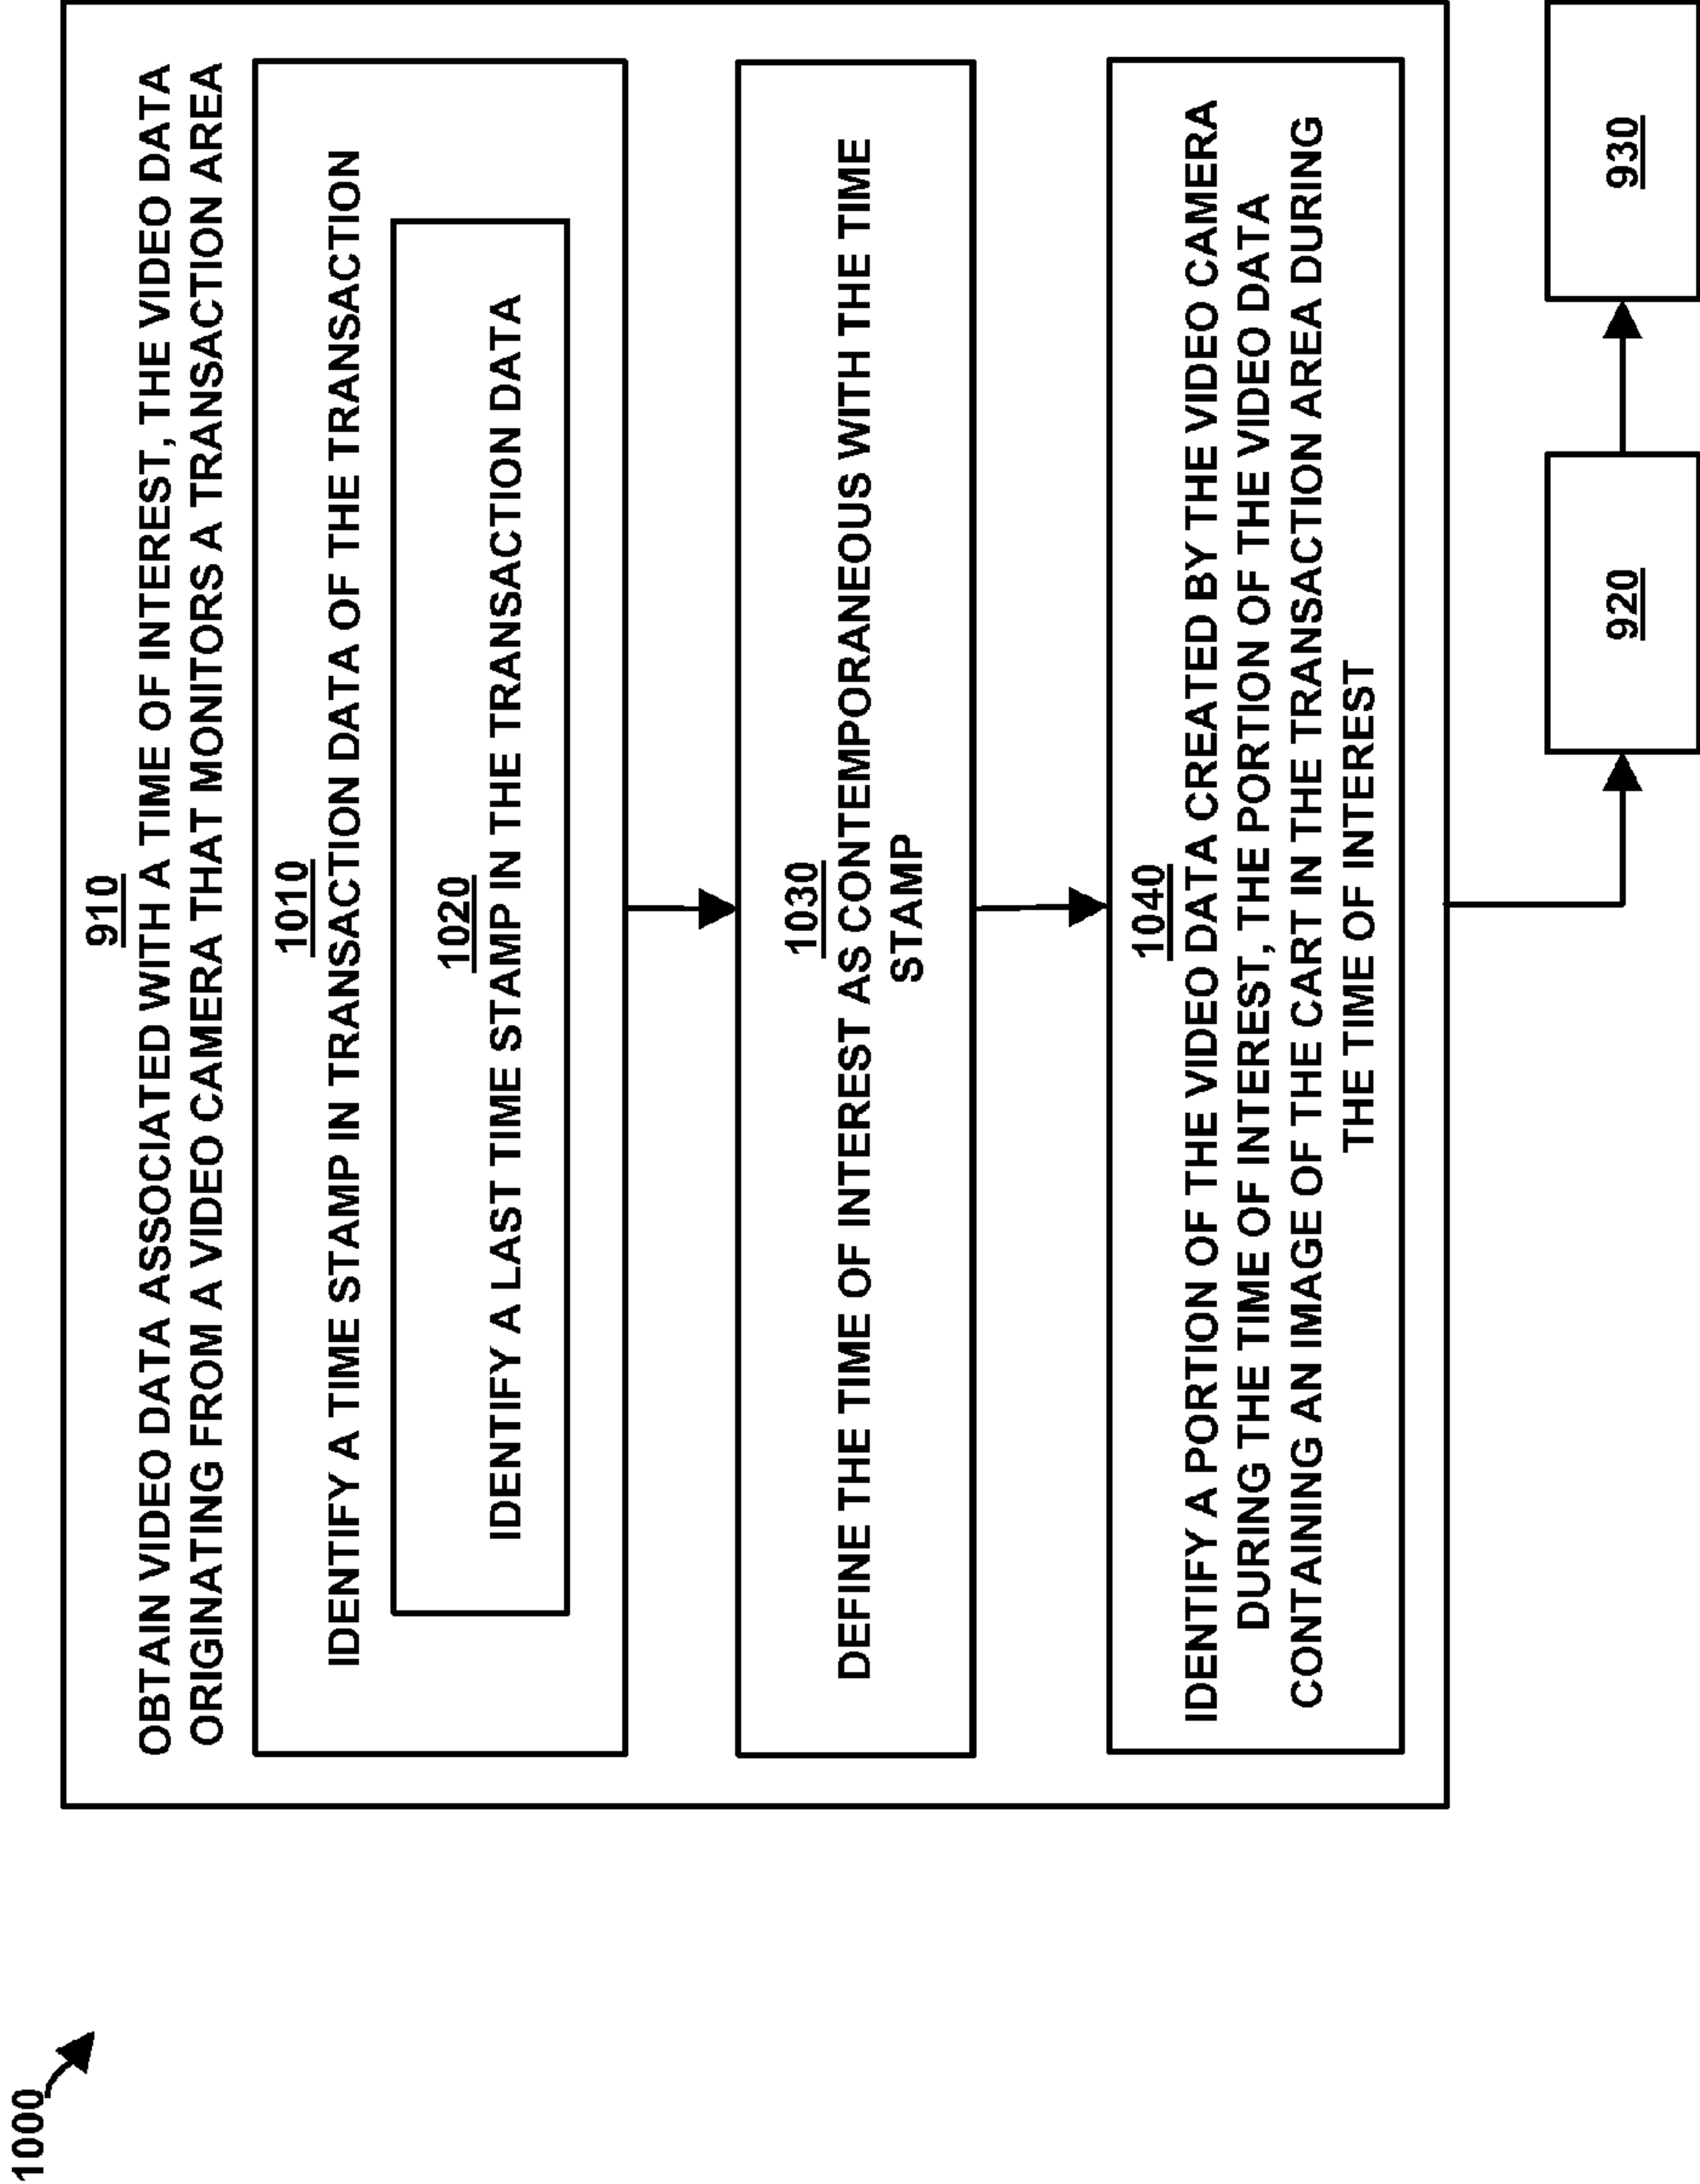 1000
910
OBTAIN VIDEO DATA ASSOCIATED WITH A TIME OF INTEREST, THE VIDEO DATA
ORIGINATING FROM A VIDEO CAMERA THAT MONITORS A TRANSACTION AREA
1010
IDENTIFY A TIME STAMP IN TRANSACTION DATA OF THE TRANSACTION
1020
IDENTIFY A LAST TIME STAMP IN THE TRANSACTION DATA
1030
DEFINE THE TIME OF INTEREST AS CONTEMPORANEOUS WITH THE TIME
STAMP
1040
IDENTIFY A PORTION OF THE VIDEO DATA CREATED BY THE VIDEO CAMERA
DURING THE TIME OF INTEREST, THE PORTION OF THE VIDEO DATA
CONTAINING AN IMAGE OF THE CART IN THE TRANSACTION AREA DURING
THE TIME OF INTEREST
920
930